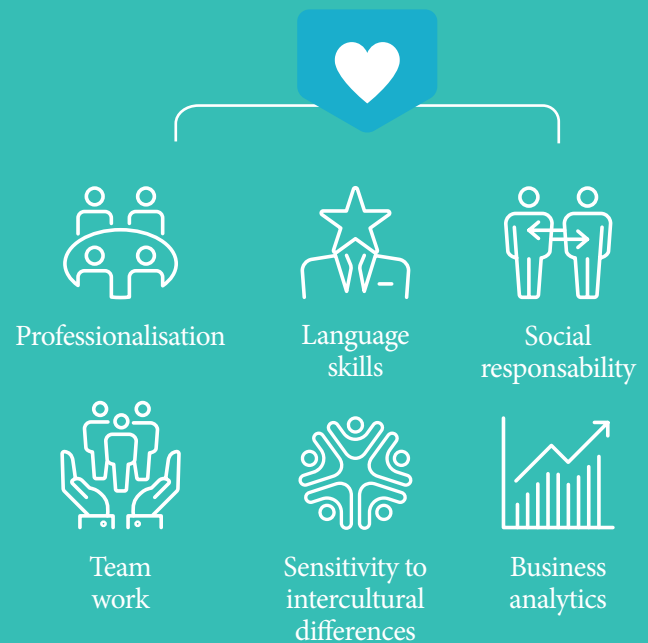 Professionalisation
Language
skills
Social
responsability
Team
work
Sensitivity to
intercultural
differences
Business
analytics